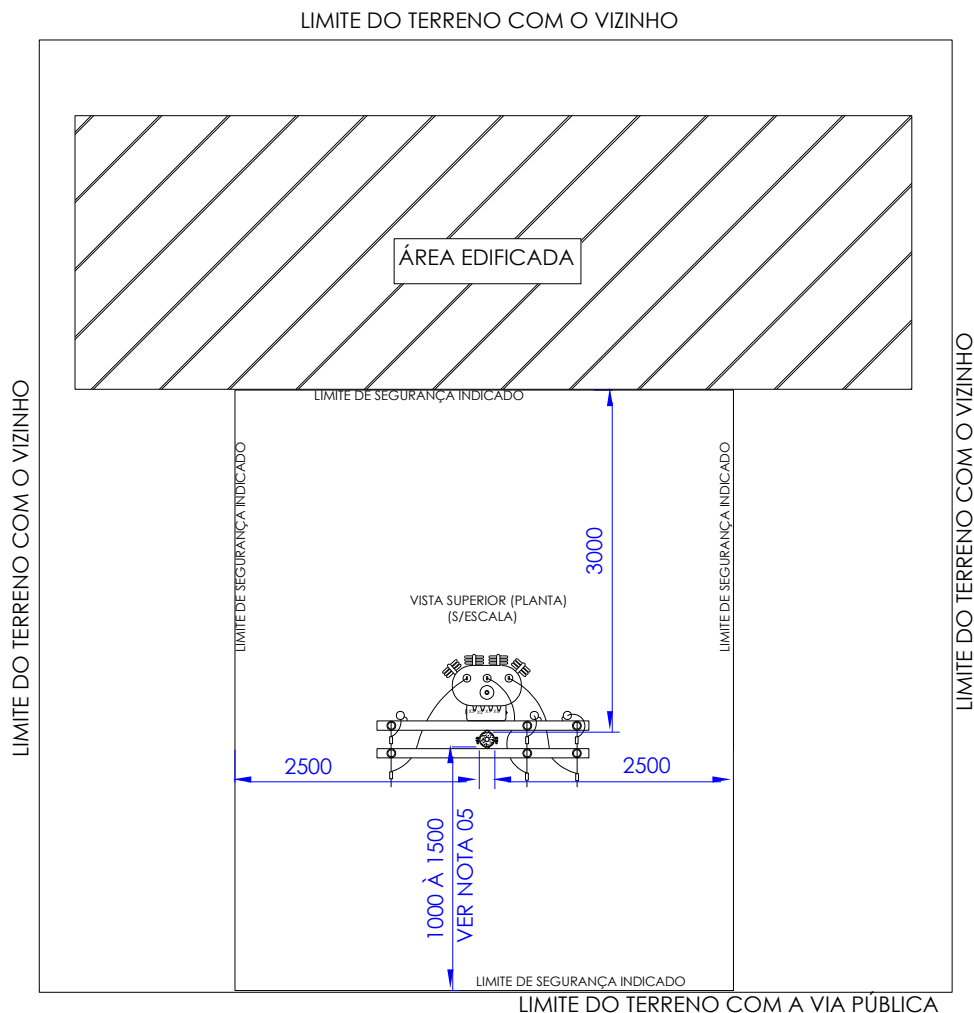 LIMITE DO TERRENO COM O VIZINHO
ÁREA EDIFICADA
LIMITE DE SEGURANÇA INDICADO
LIMITE DO TERRENO COM O VIZINHO
LIMITE DE SEGURANÇA INDICADO
LIMITE DE SEGURANÇA INDICADO
LIMITE DO TERRENO COM O VIZINHO
3000
VISTA SUPERIOR (PLANTA)
(S/ESCALA)
2500
2500
1000 À 1500
VER NOTA 05
LIMITE DE SEGURANÇA INDICADO
LIMITE DO TERRENO COM A VIA PÚBLICA